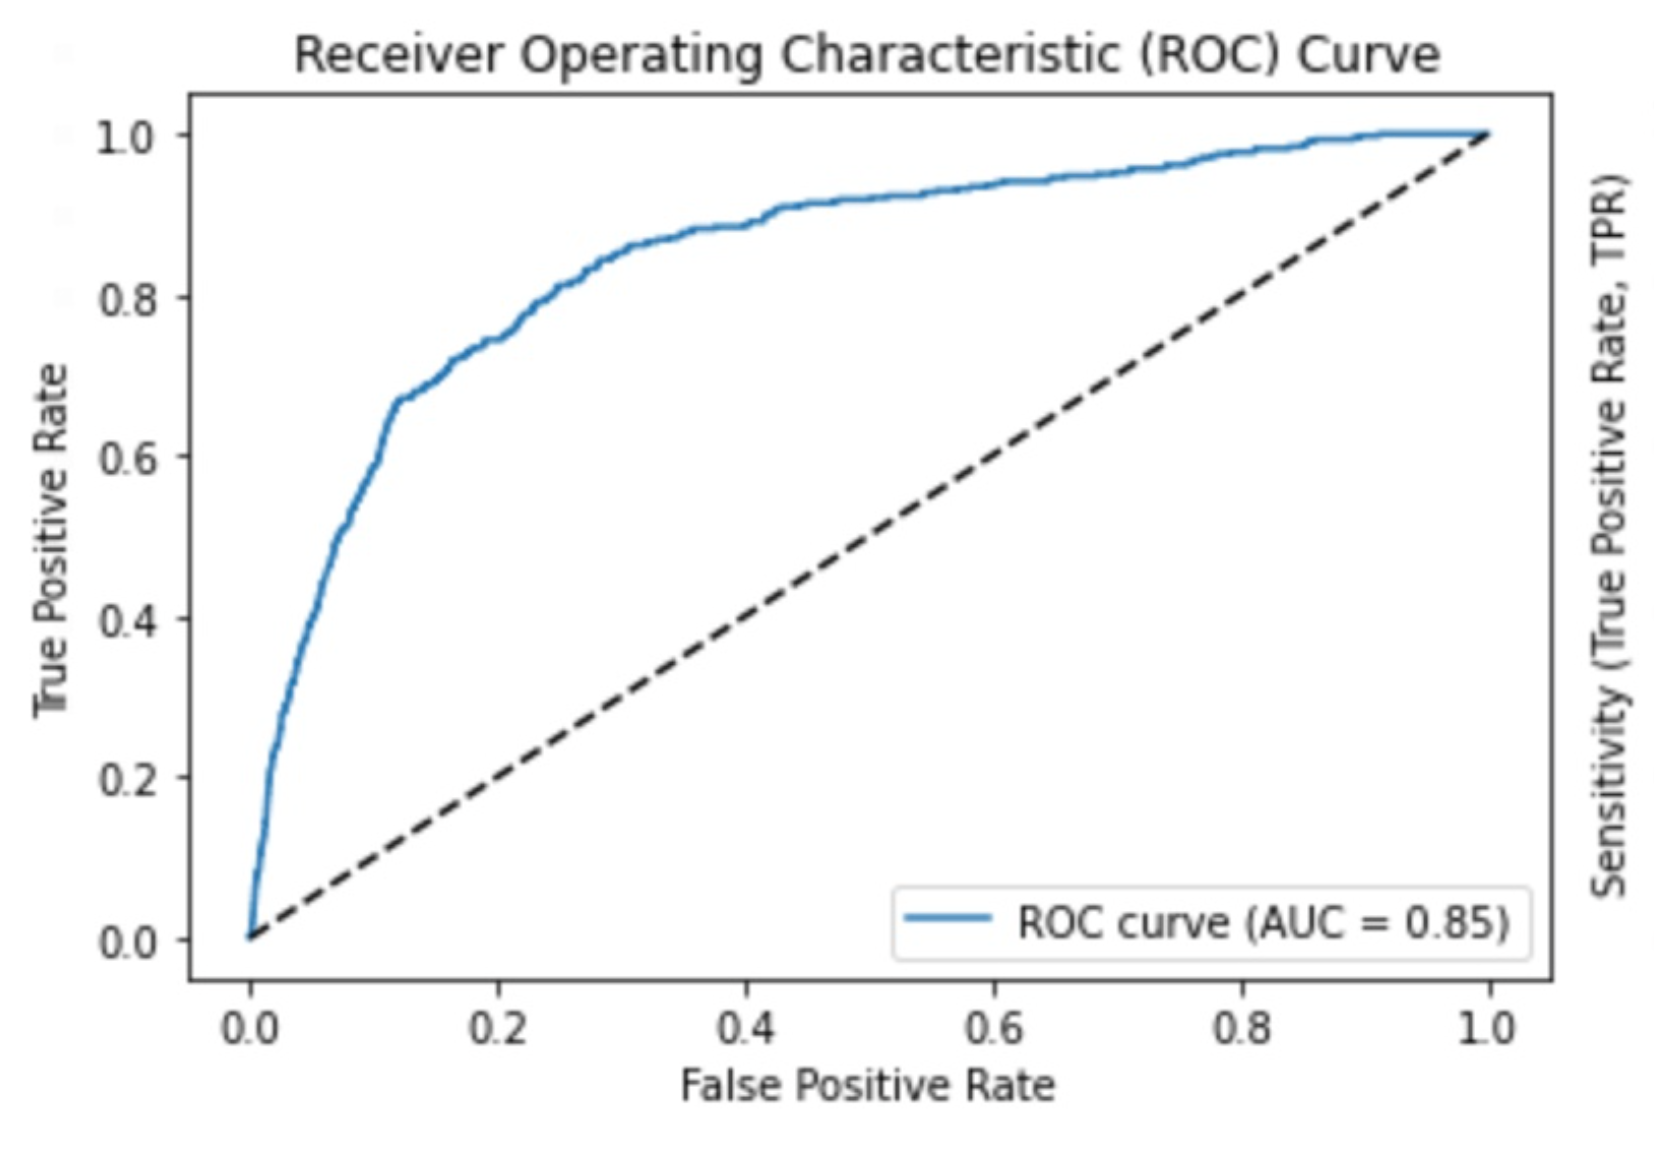 Receiver Operating Characteristic (ROC) Curve
True Positive Rate
1.0
0.8
0.6
0.4
0.2
0.0
Sensitivity (True Positive Rate, TPR)
ROC curve (AUC = 0.85)
0.0 0.2 0.4 0.6 0.8 1.0
False Positive Rate